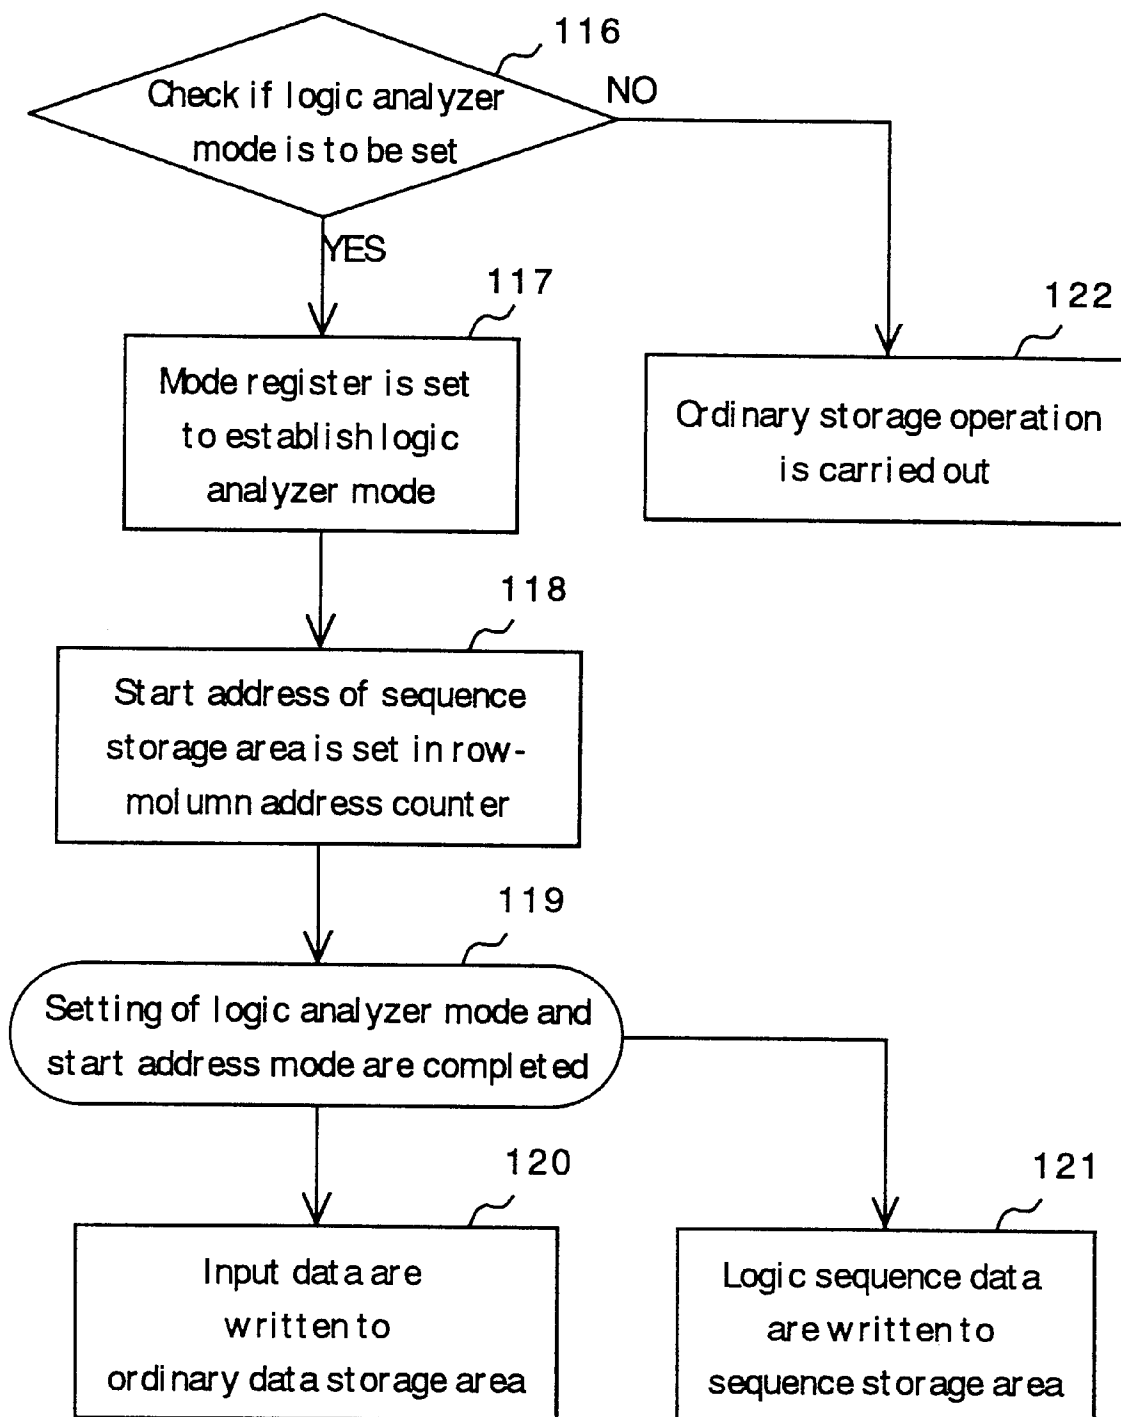 116
Check if logic analyzer
mode is to be set
NO
YES
117
Mode register is set
to establish logic
analyzer mode
122
Ordinary storage operation
is carried out
118
Start address of sequence
storage area is set in row-
molumn address counter
119
Setting of logic analyzer mode and
start address mode are completed
120
Input data are
written to
ordinary data storage area
121
Logic sequence data
are written to
sequence storage area